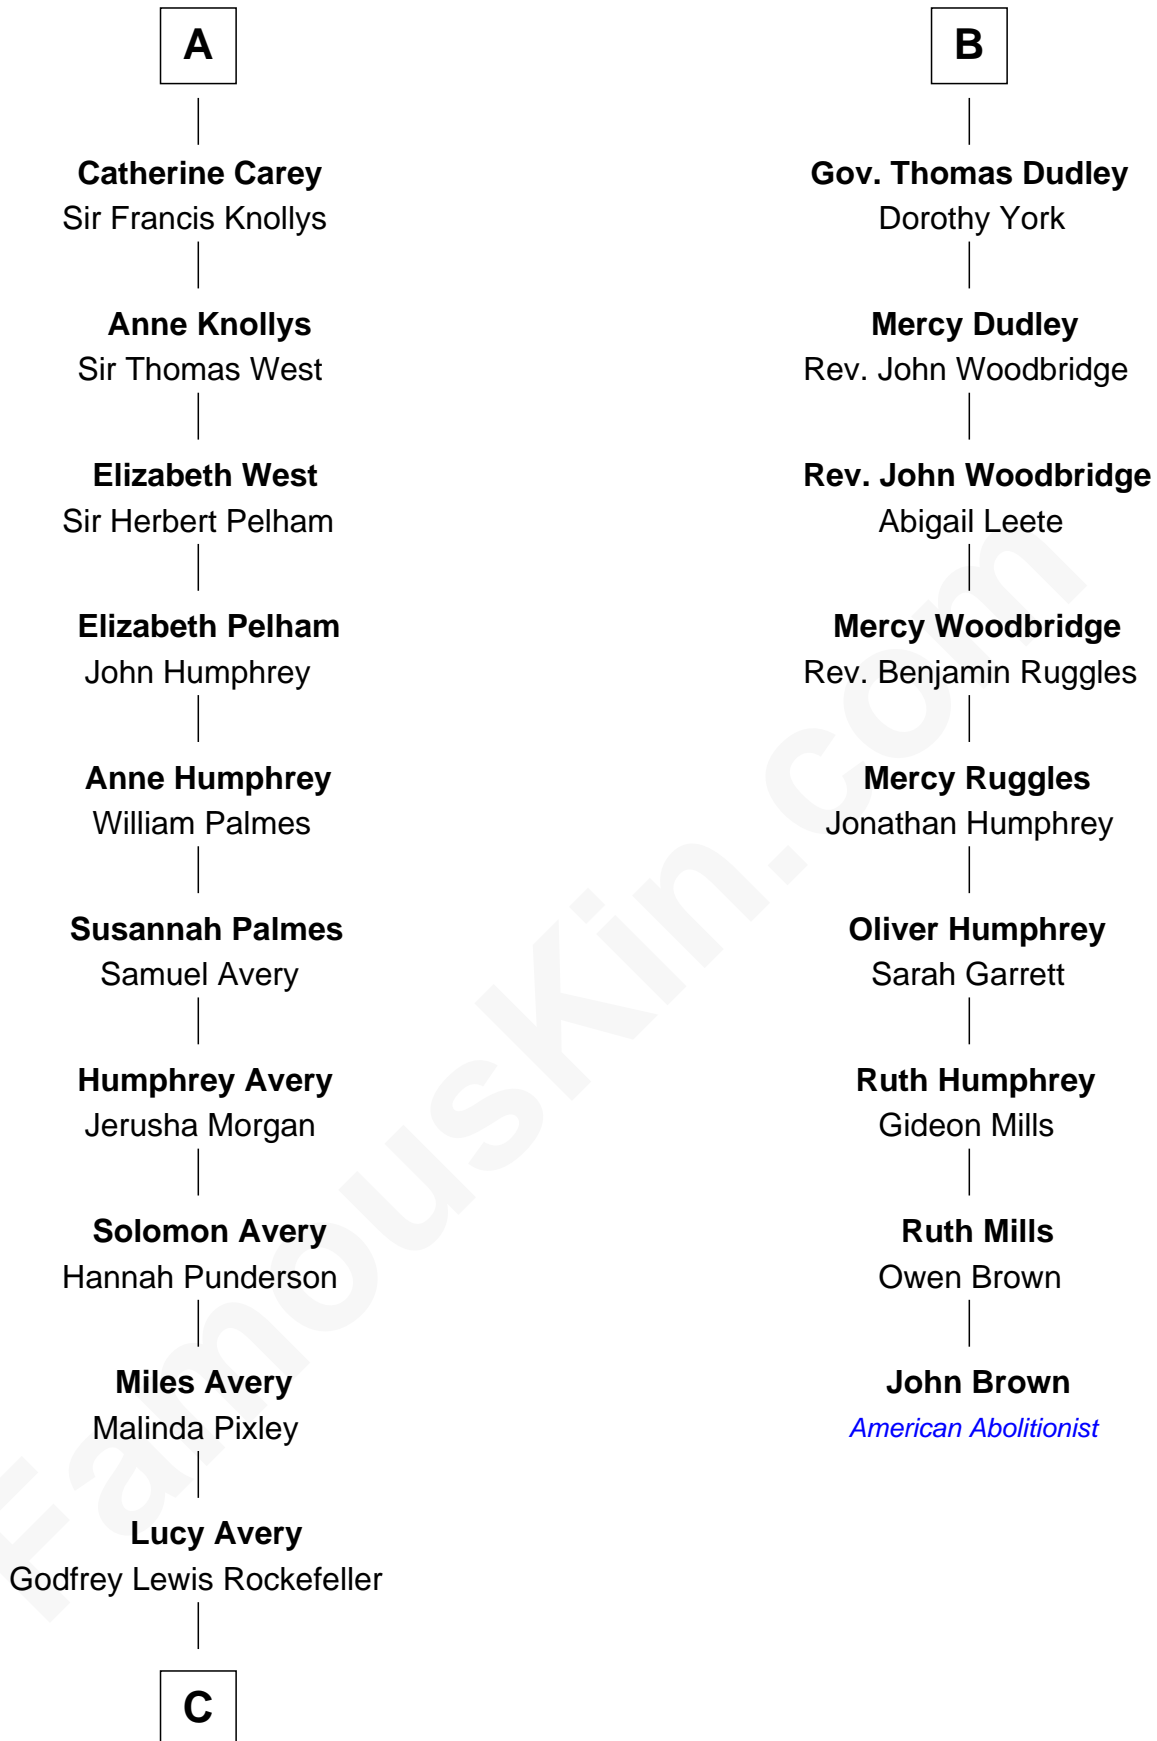 A
Catherine Carey
Sir Francis Knollys
Anne Knollys
Sir Thomas West
Elizabeth West
Sir Herbert Pelham
Elizabeth Pelham
John Humphrey
Anne Humphrey
William Palmes
Susannah Palmes
Samuel Avery
Humphrey Avery
Jerusha Morgan
Solomon Avery
Hannah Punderson
Miles Avery
Malinda Pixley
Lucy Avery
Godfrey Lewis Rockefeller
C
B
Gov. Thomas Dudley
Dorothy York
Mercy Dudley
Rev. John Woodbridge
Rev. John Woodbridge
Abigail Leete
Mercy Woodbridge
Rev. Benjamin Ruggles
Mercy Ruggles
Jonathan Humphrey
Oliver Humphrey
Sarah Garrett
Ruth Humphrey
Gideon Mills
Ruth Mills
Owen Brown
John Brown
American Abolitionist
FamousKin.com